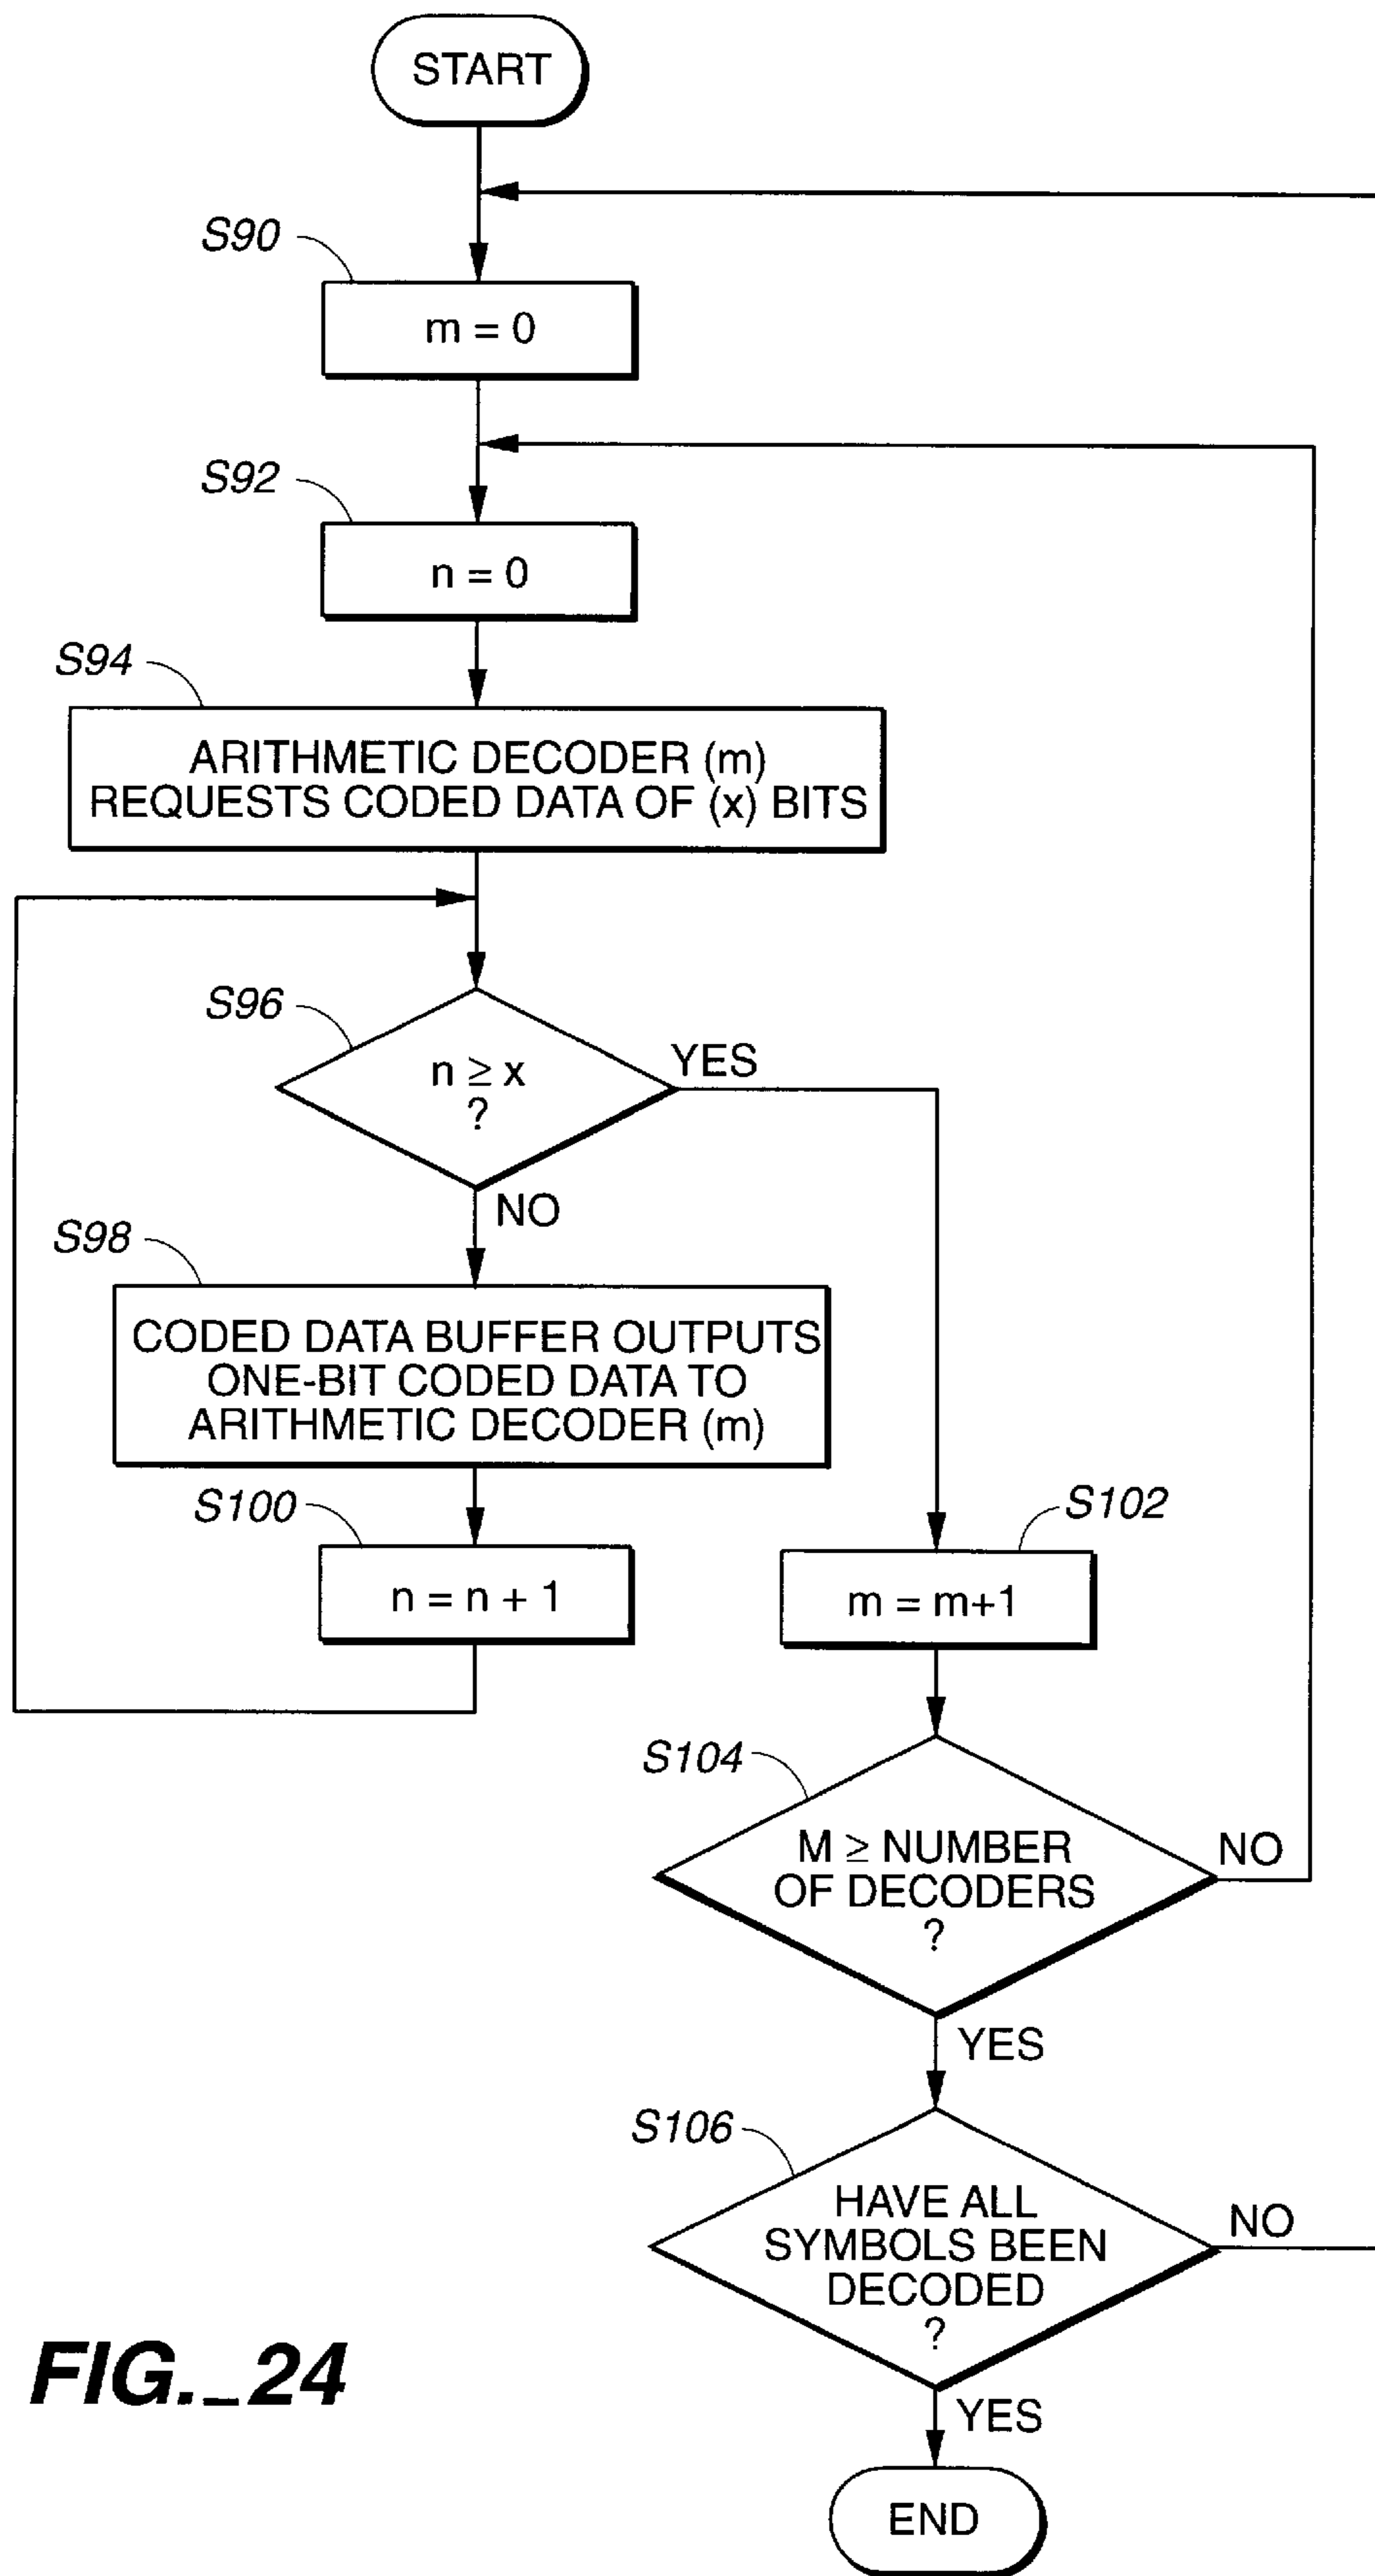 START
S90
m = 0
S92
n = 0
S94
ARITHMETIC DECODER (m)
REQUESTS CODED DATA OF (x) BITS
S96
n ≥ x
?
YES
NO
S98
CODED DATA BUFFER OUTPUTS
ONE-BIT CODED DATA TO
ARITHMETIC DECODER (m)
S100
n = n + 1
S102
m = m+1
S104
M ≥ NUMBER
OF DECODERS
?
NO
YES
S106
HAVE ALL
SYMBOLS BEEN
DECODED
?
NO
YES
END
FIG._24